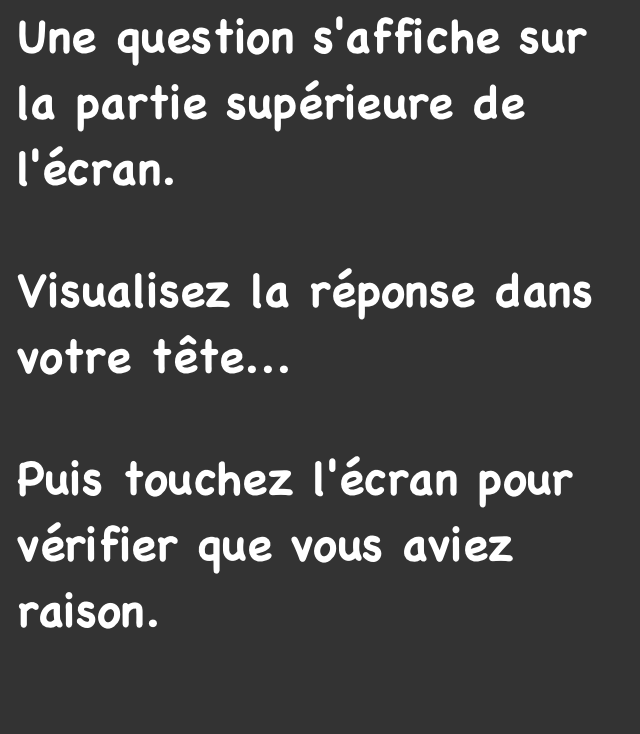 Une question s'affiche sur
la partie supérieure de
l'écran.
Visualisez la réponse dans
votre tête...
Puis touchez l'écran pour
vérifier que vous aviez
raison.